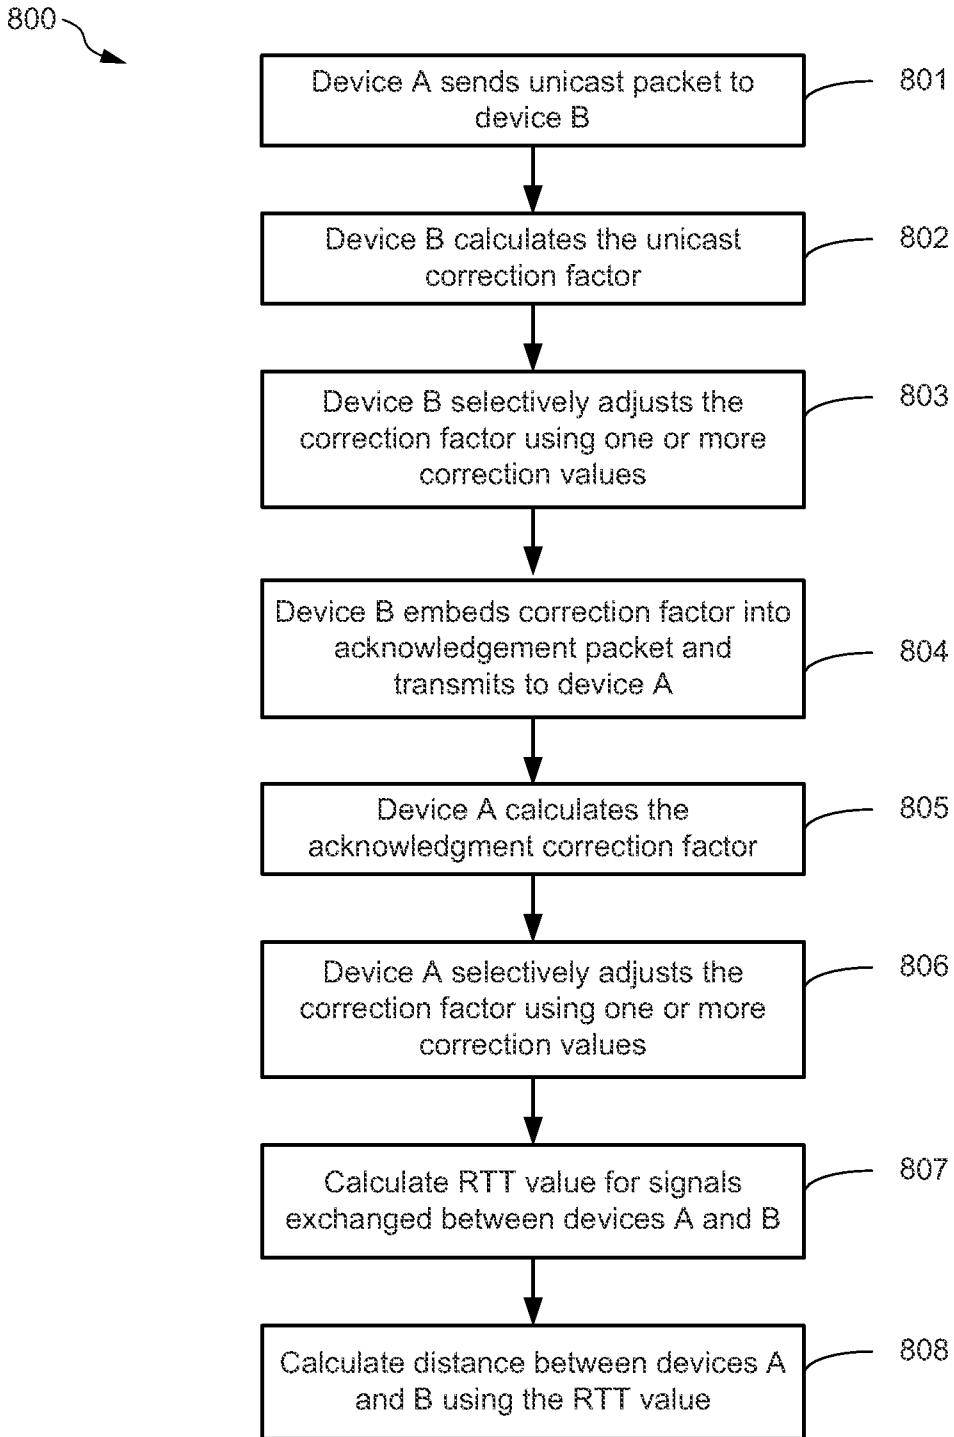 800
Device A sends unicast packet to
device B
801
Device B calculates the unicast
correction factor
802
Device B selectively adjusts the
correction factor using one or more
correction values
803
Device B embeds correction factor into
acknowledgement packet and
transmits to device A
804
Device A calculates the
acknowledgment correction factor
805
Device A selectively adjusts the
correction factor using one or more
correction values
806
Calculate RTT value for signals
exchanged between devices A and B
807
Calculate distance between devices A
and B using the RTT value
808